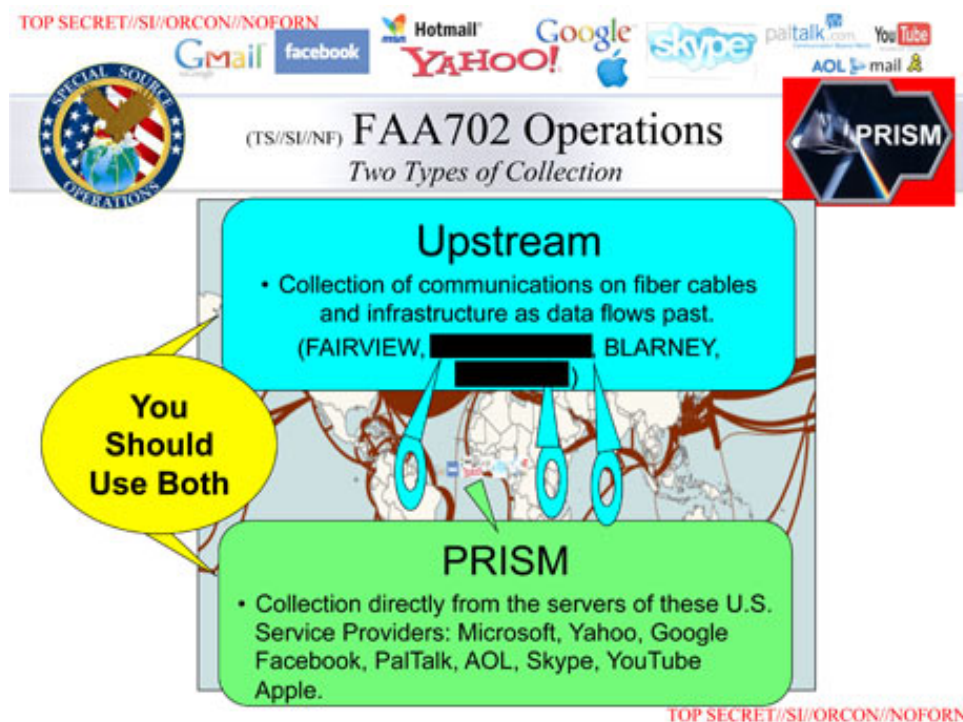 TOP SECRET//SI//ORCON//NOFORN
Gmail
facebook
msn
Hotmail
YAHOO!
Google
skype
paltalk.com
YouTube
AOL mail
SPECIAL SOURCE
OPERATIONS
(TS//SI//NF) FAA702 Operations
Two Types of Collection
PRISM
Upstream
• Collection of communications on fiber cables
and infrastructure as data flows past.
(FAIRVIEW, , BLARNEY,
)
You
Should
Use Both
PRISM
• Collection directly from the servers of these U.S.
Service Providers: Microsoft, Yahoo, Google
Facebook, PalTalk, AOL, Skype, YouTube
Apple.
TOP SECRET//SI//ORCON//NOFORN